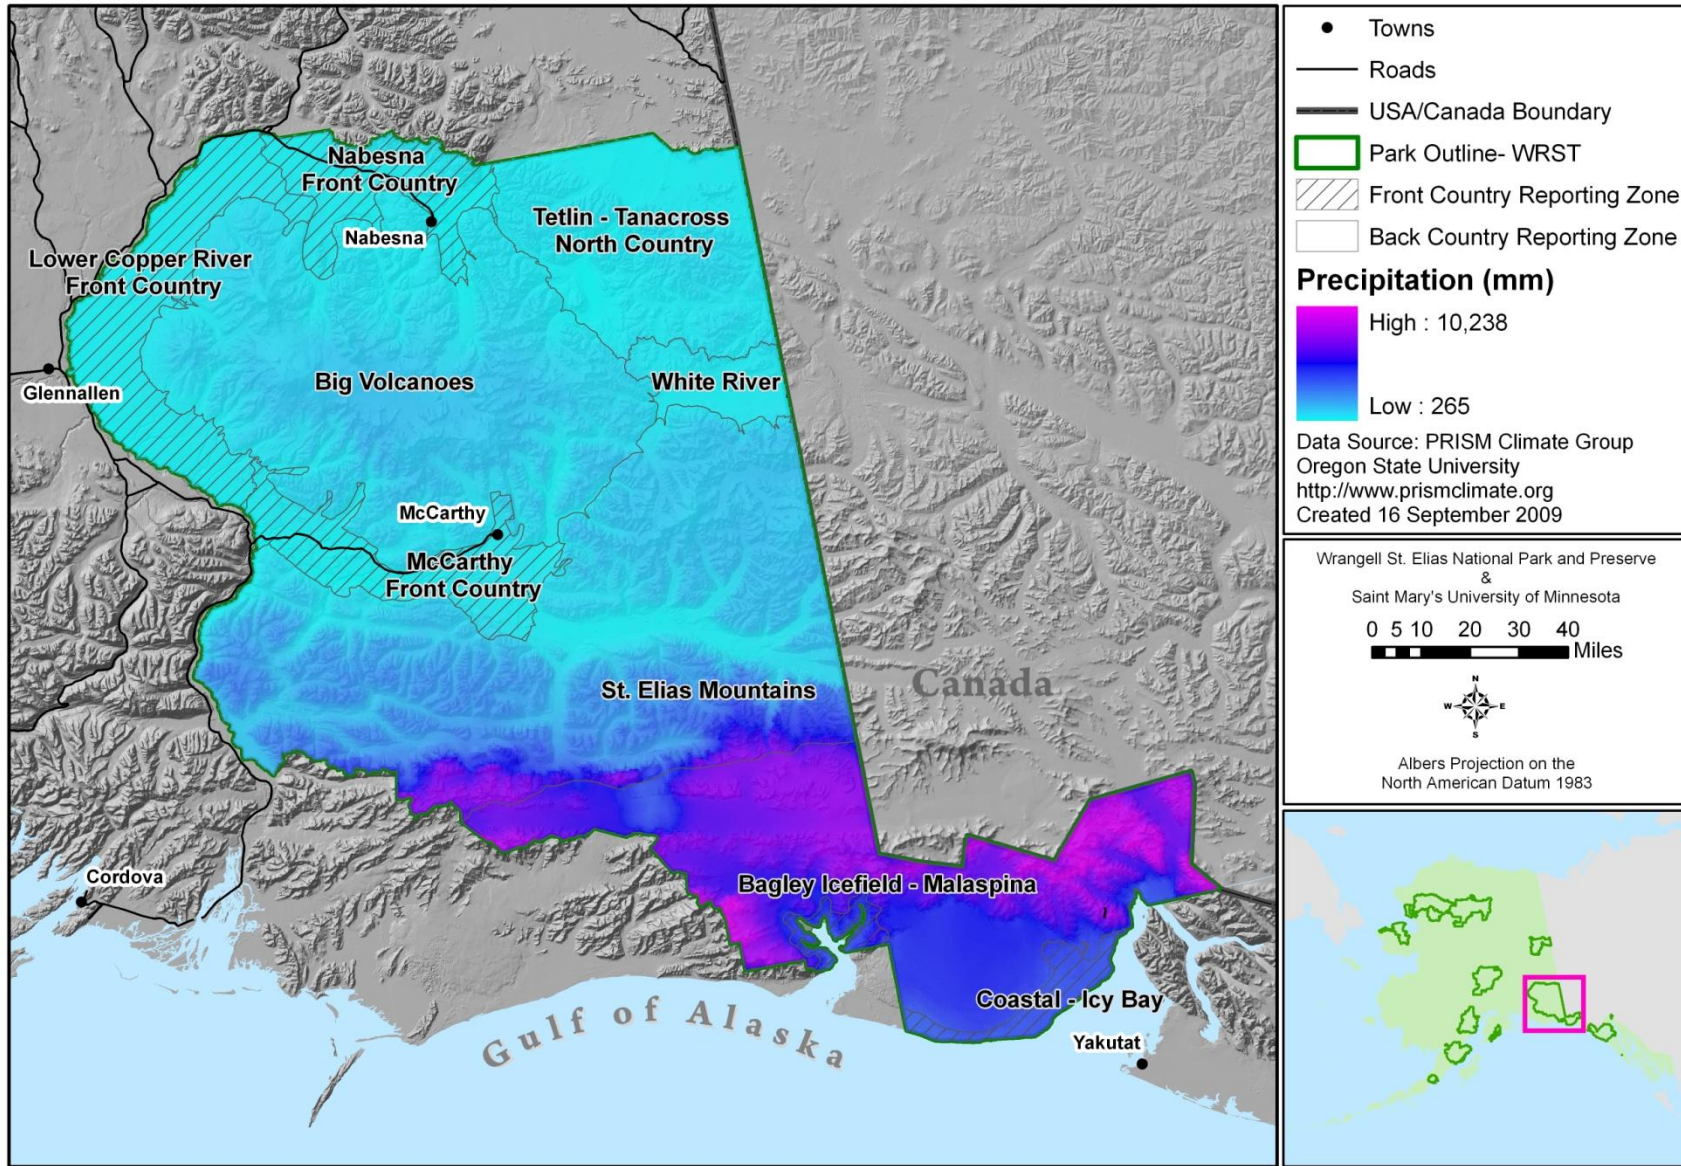 Nabesna
Front Country
Nabesna
Tetlin - Tanacross
North Country
Lower Copper River
Front Country
Glennallen
Big Volcanoes
White River
McCarthy
McCarthy
Front Country
St. Elias Mountains
Canada
Cordova
Bagley Icefield - Malaspina
Coastal - Icy Bay
Gulf of Alaska
Yakutat
Towns
Roads
USA/Canada Boundary
Park Outline- WRST
Front Country Reporting Zone
Back Country Reporting Zone
Precipitation (mm)
High : 10,238
Low : 265
Data Source: PRISM Climate Group
Oregon State University
http://www.prismclimate.org
Created 16 September 2009
Wrangell St. Elias National Park and Preserve
&
Saint Mary's University of Minnesota
0 5 10 20 30 40
Miles
N
W E
S
Albers Projection on the
North American Datum 1983